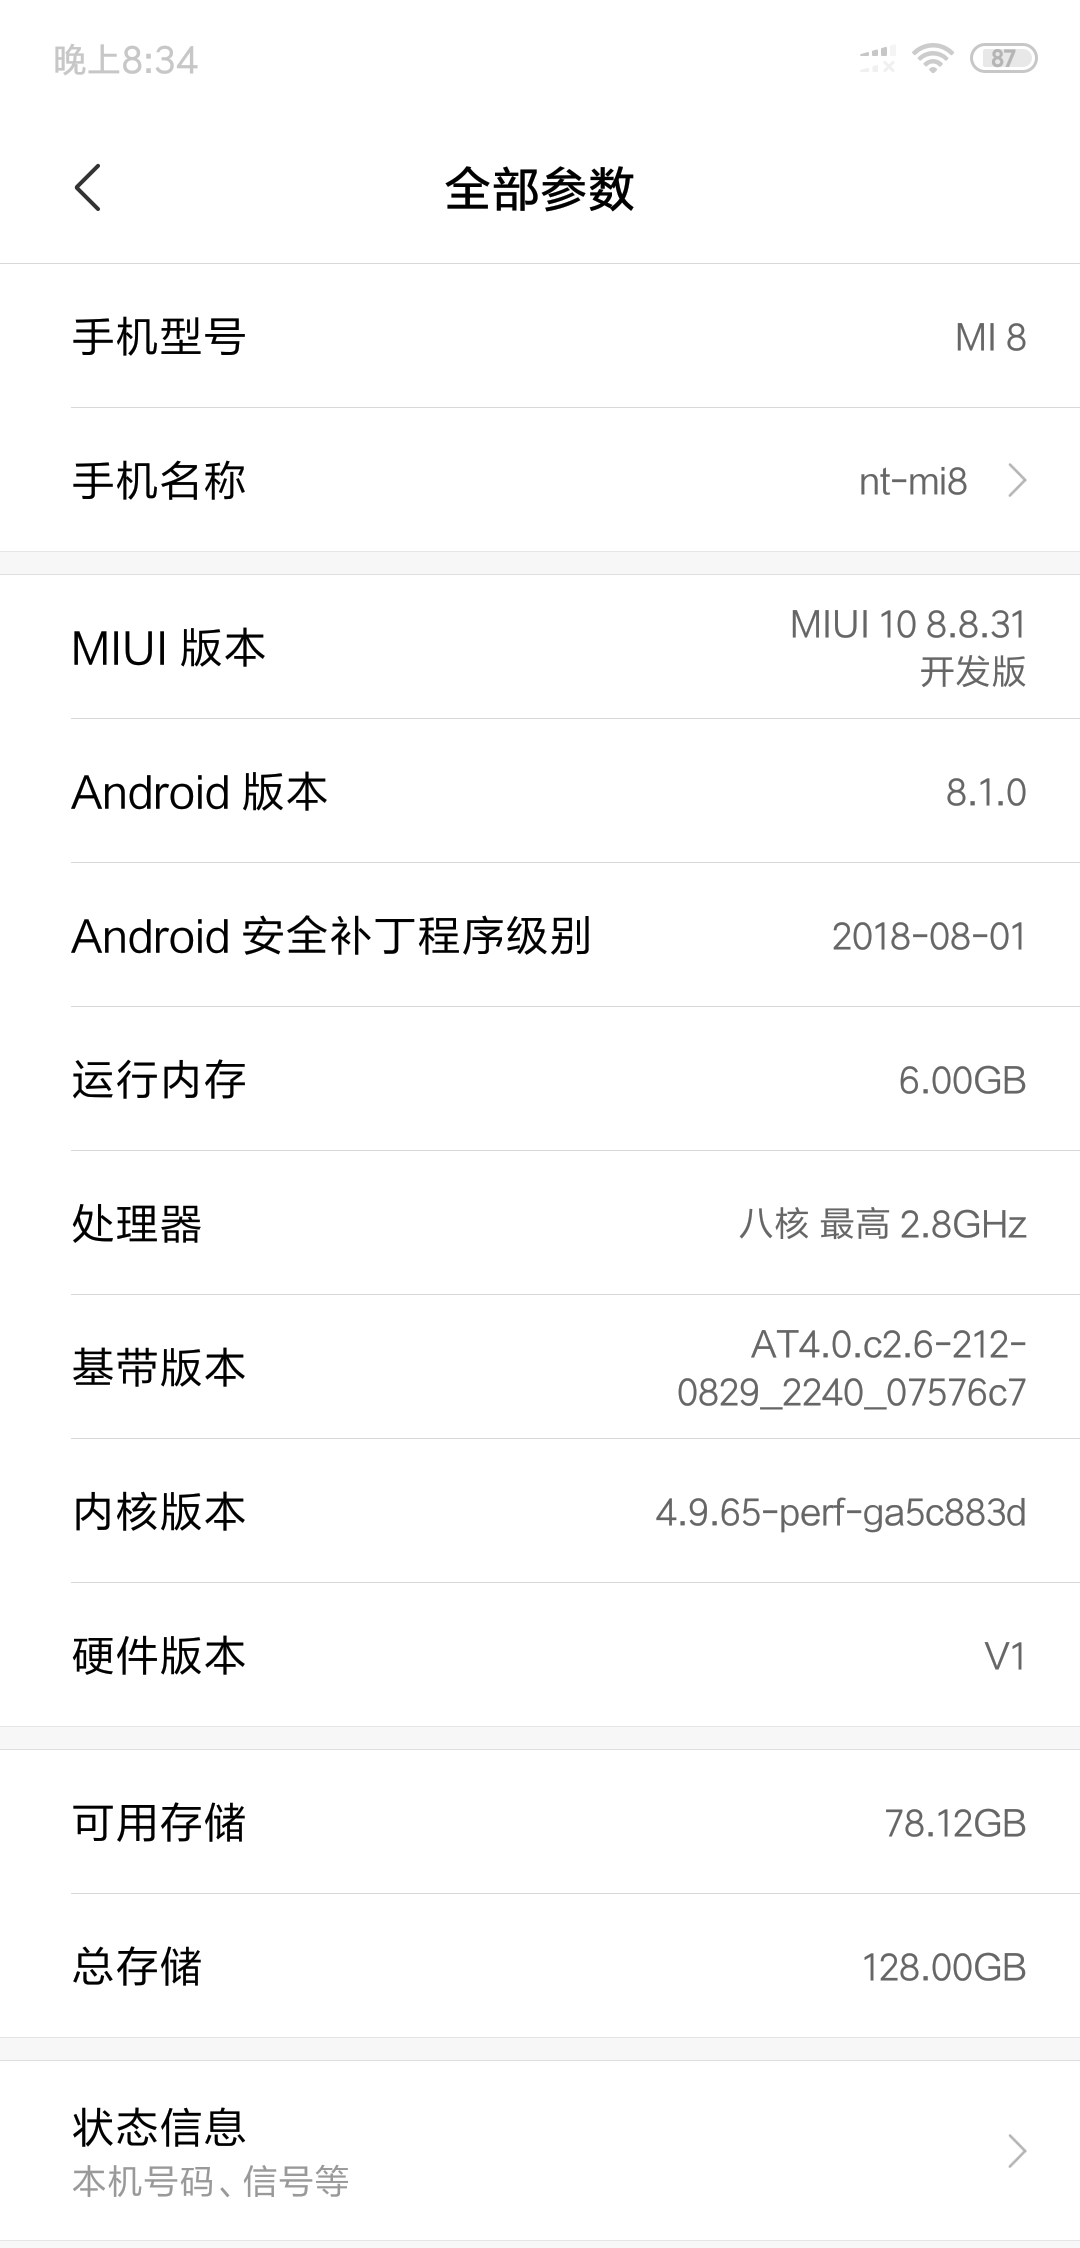 晚上8:34
87
全部参数
手机型号
MI 8
手机名称
nt-mi8
MIUI 版本
MIUI 10 8.8.31
开发版
Android 版本
8.1.0
Android 安全补丁程序级别
2018-08-01
运行内存
6.00GB
处理器
八核 最高 2.8GHz
基带版本
AT4.0.c2.6-212-
0829_2240_07576c7
内核版本
4.9.65-perf-ga5c883d
硬件版本
V1
可用存储
78.12GB
总存储
128.00GB
状态信息
本机号码、信号等